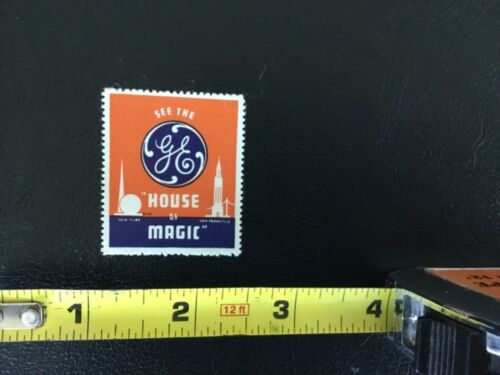 SEE THE
GE
"HOUSE
NEW YORK
OF
SAN FRANCISCO
MAGIC"
1 2 12 ft 3 4